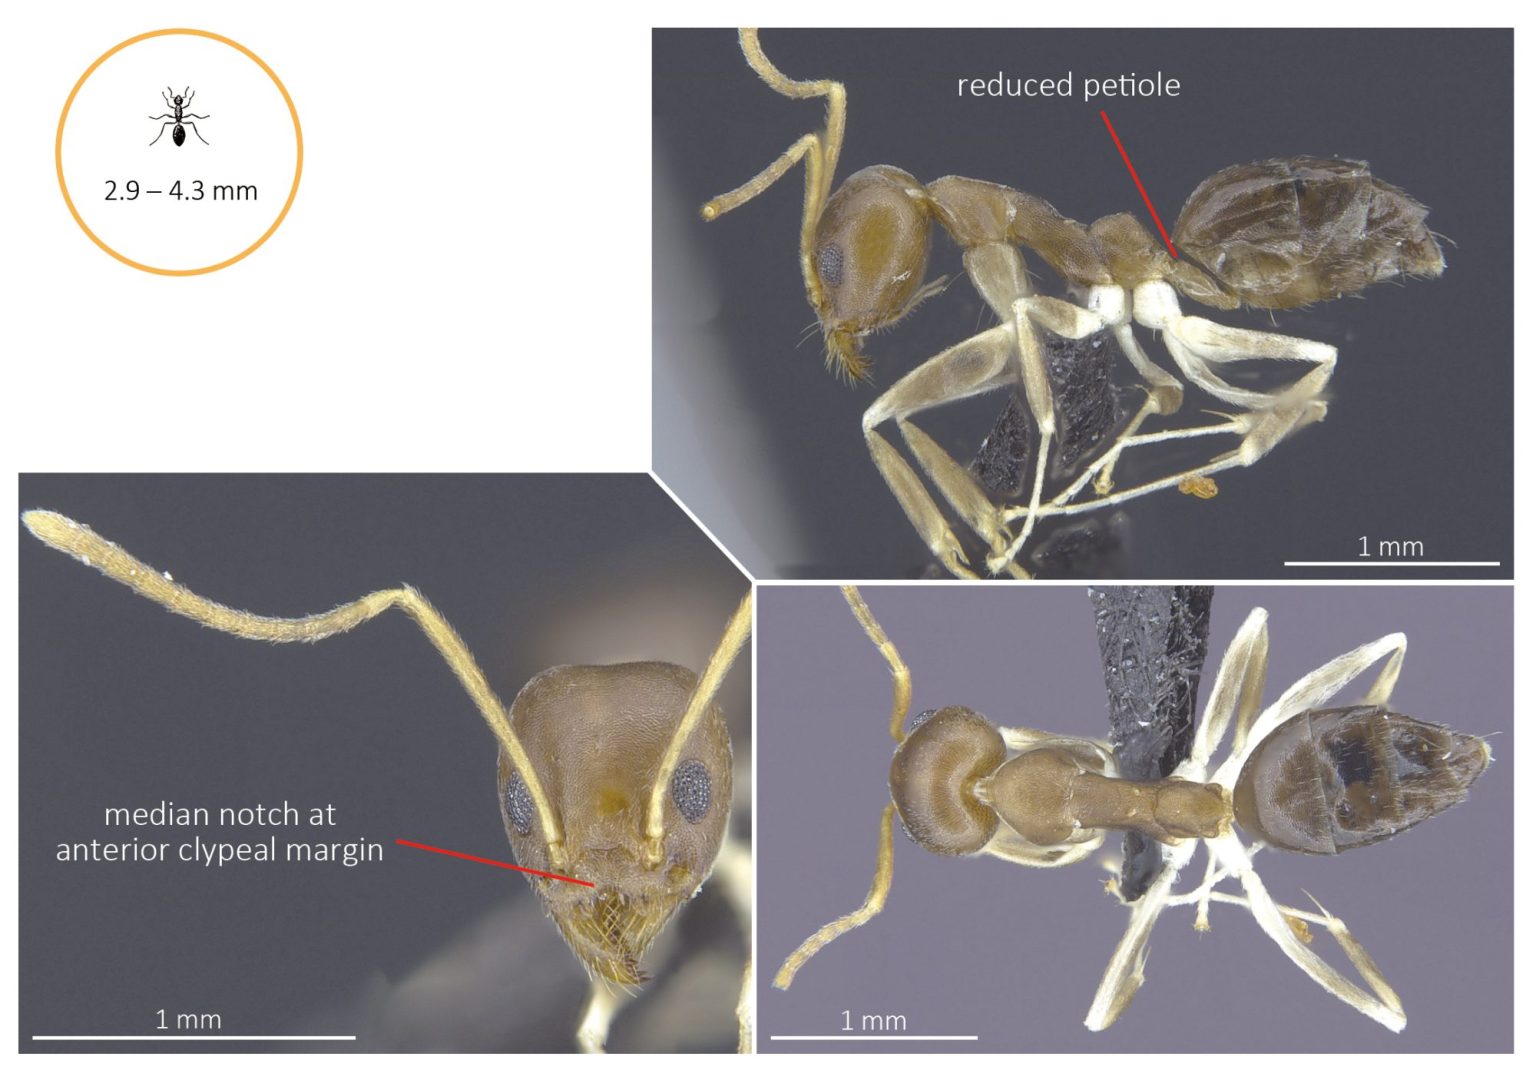 2.9 – 4.3 mm
reduced petiole
1 mm
median notch at
anterior clypeal margin
1 mm
1 mm